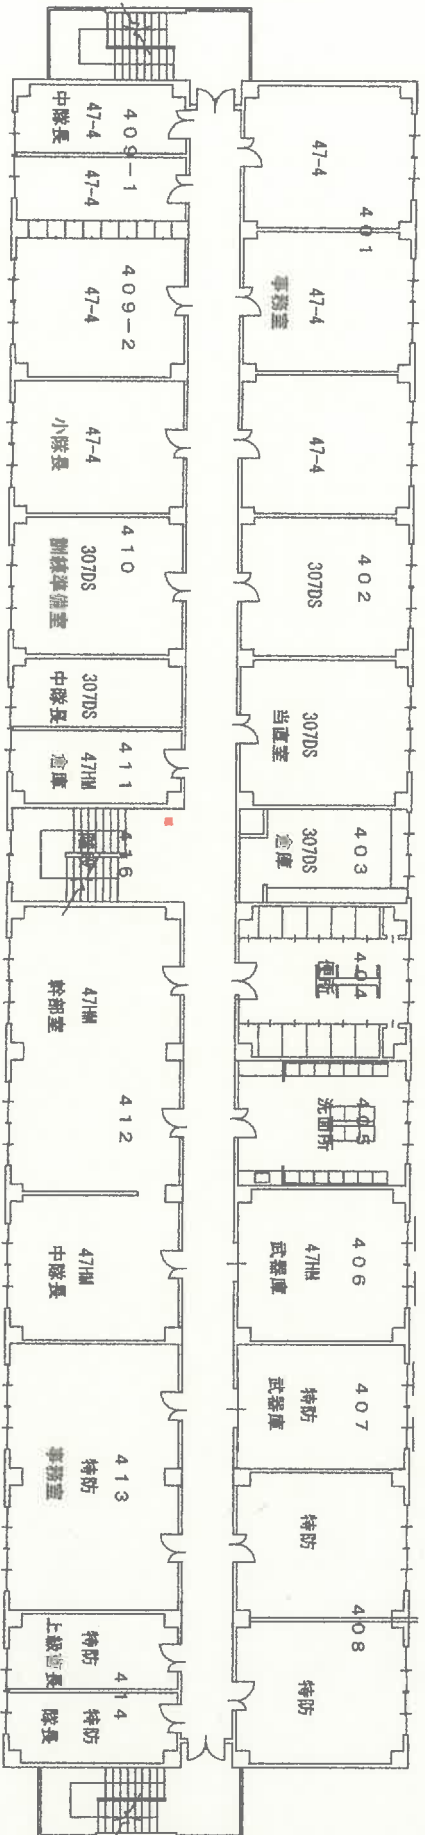 401
47-4
47-4
事務室
47-4
402
307DS
307DS
当直室
403
307DS
倉庫
404
便所
405
洗面所
406
47HM
武器庫
407
特防
武器庫
特防
408
特防
409-1
47-4
中隊長
47-4
409-2
47-4
47-4
小隊長
410
307DS
訓練準備室
307DS
中隊長
411
47HM
倉庫
416
階段
47HM
幹部室
412
47HM
中隊長
413
特防
事務室
特防
上級曹長
414
特防
隊長